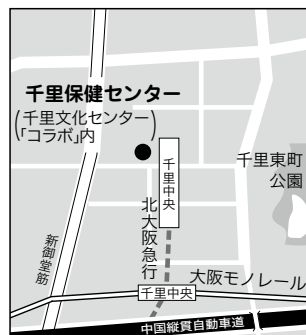 千里保健センター
(千里文化センター
「コラボ」内)
千里中央
千里東町
公園
北大阪急行
新御堂筋
大阪モノレール
千里中央
中国縦貫自動車道